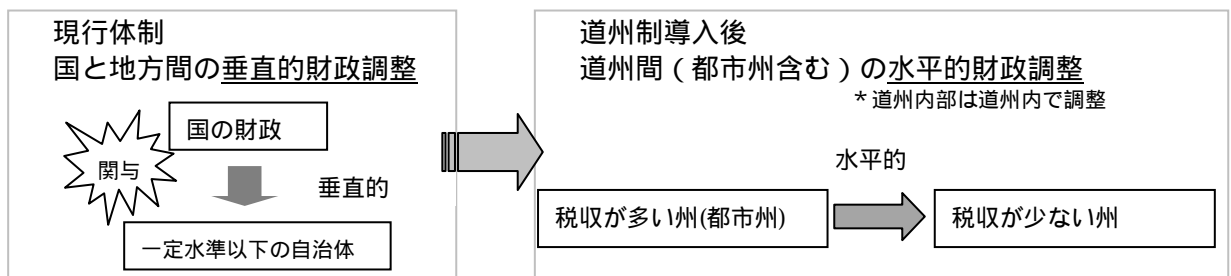 現行体制
国と地方間の垂直的財政調整
国の財政
関与
垂直的
一定水準以下の自治体
道州制導入後
道州間(都市州含む)の水平的財政調整
*道州内部は道州内で調整
水平的
税収が多い州(都市州)
税収が少ない州